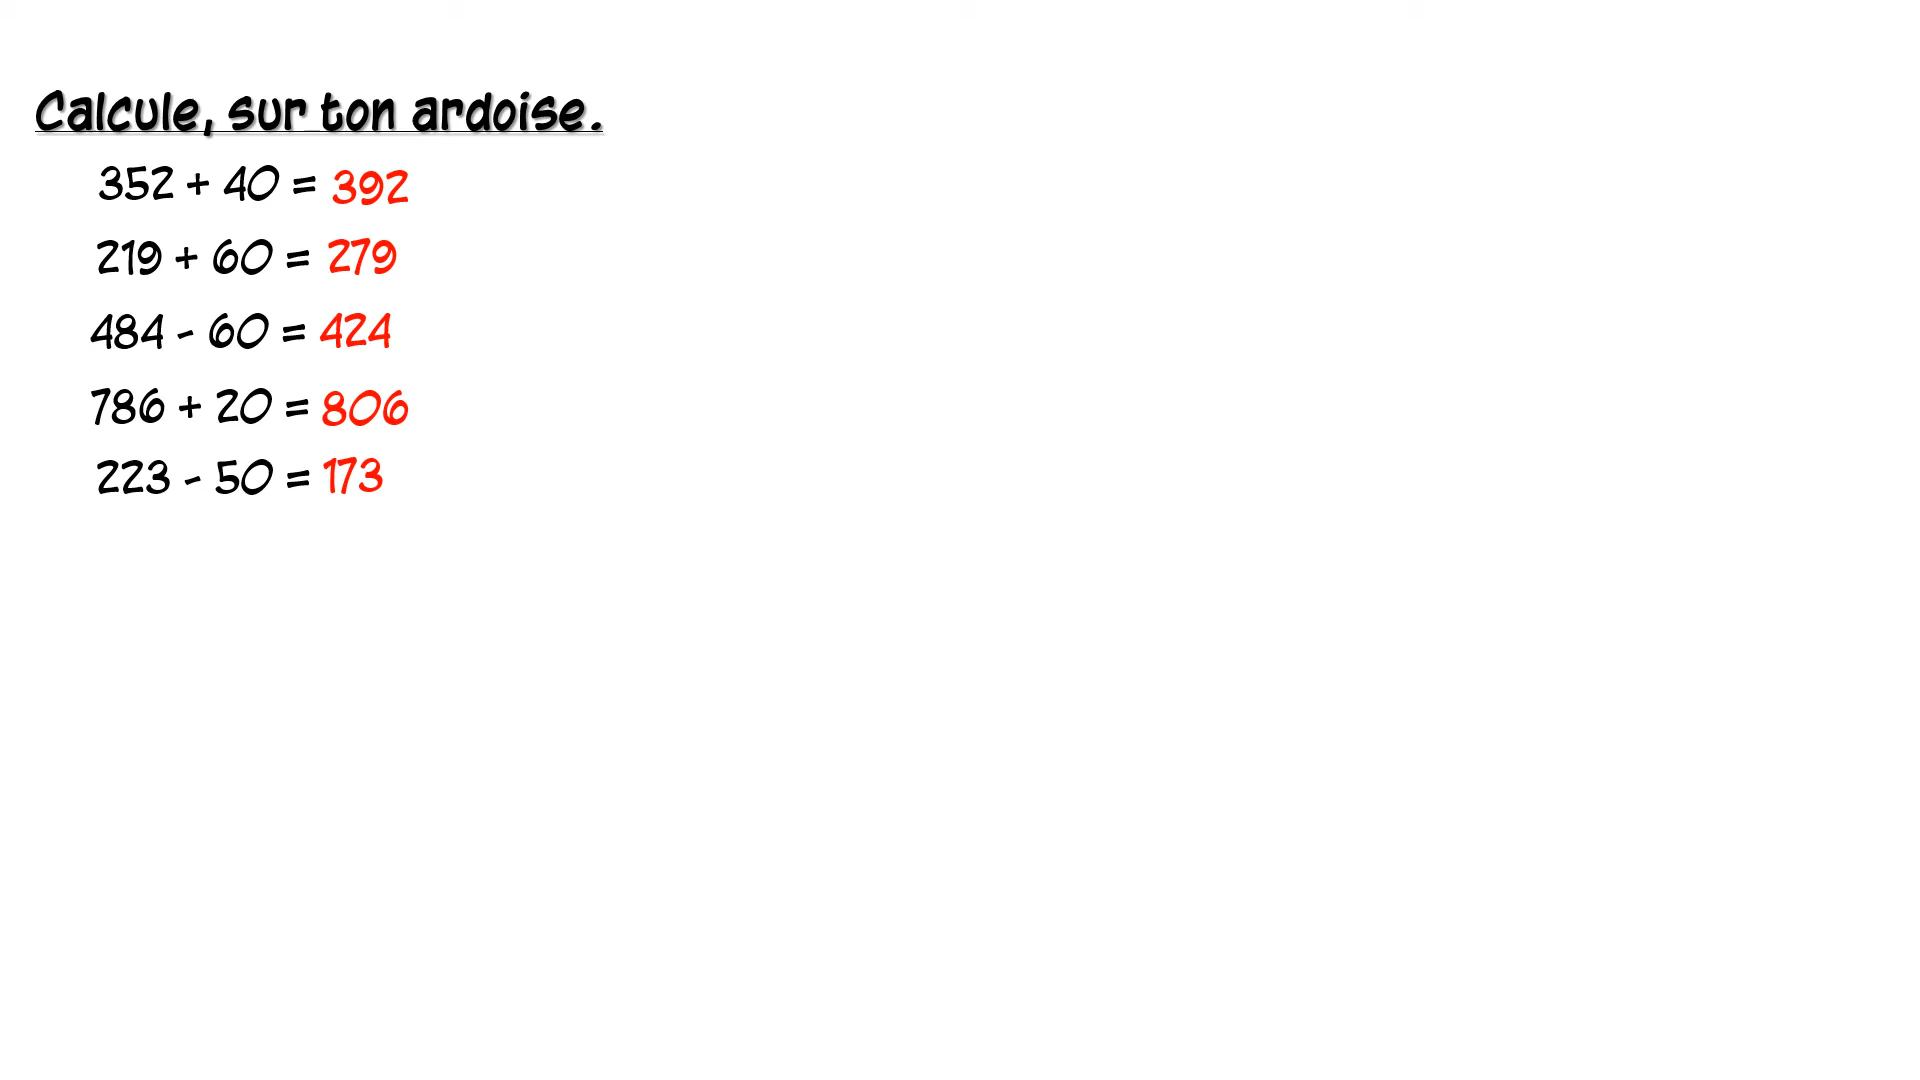 Calcule, sur ton ardoise.
352 + 40 = 392
219 + 60 = 279
484 - 60 = 424
786 + 20 = 806
223 - 50 = 173